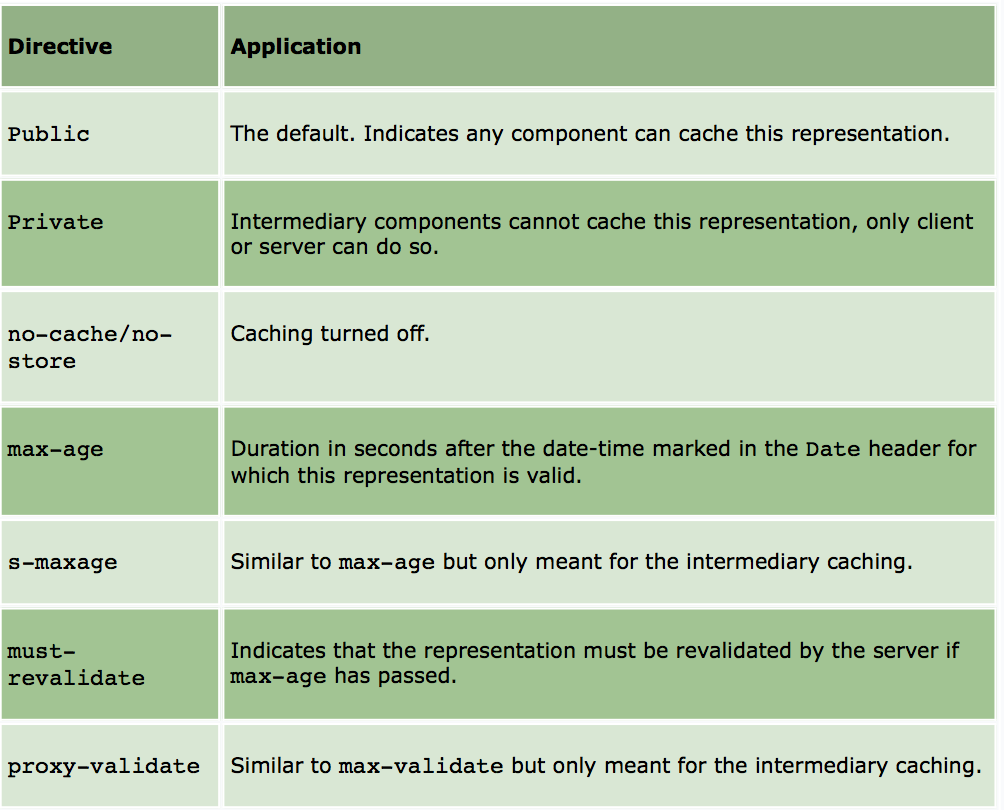 Directive Application
Public The default. Indicates any component can cache this representation.
Private Intermediary components cannot cache this representation, only client
or server can do so.
no-cache/no-
store
Caching turned off.
max-age Duration in seconds after the date-time marked in the Date header for
which this representation is valid.
s-maxage Similar to max-age but only meant for the intermediary caching.
must-
revalidate
Indicates that the representation must be revalidated by the server if
max-age has passed.
proxy-validate Similar to max-validate but only meant for the intermediary caching.